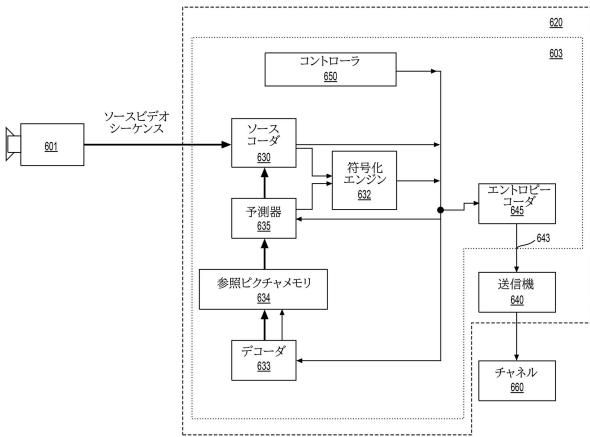 620
603
コントローラ
650
ソースビデオ
シーケンス
601
ソース
コーダ
630
符号化
エンジン
632
予測器
635
エントロピー
コーダ
645
643
参照ピクチャメモリ
634
送信機
640
デコーダ
633
チャネル
660